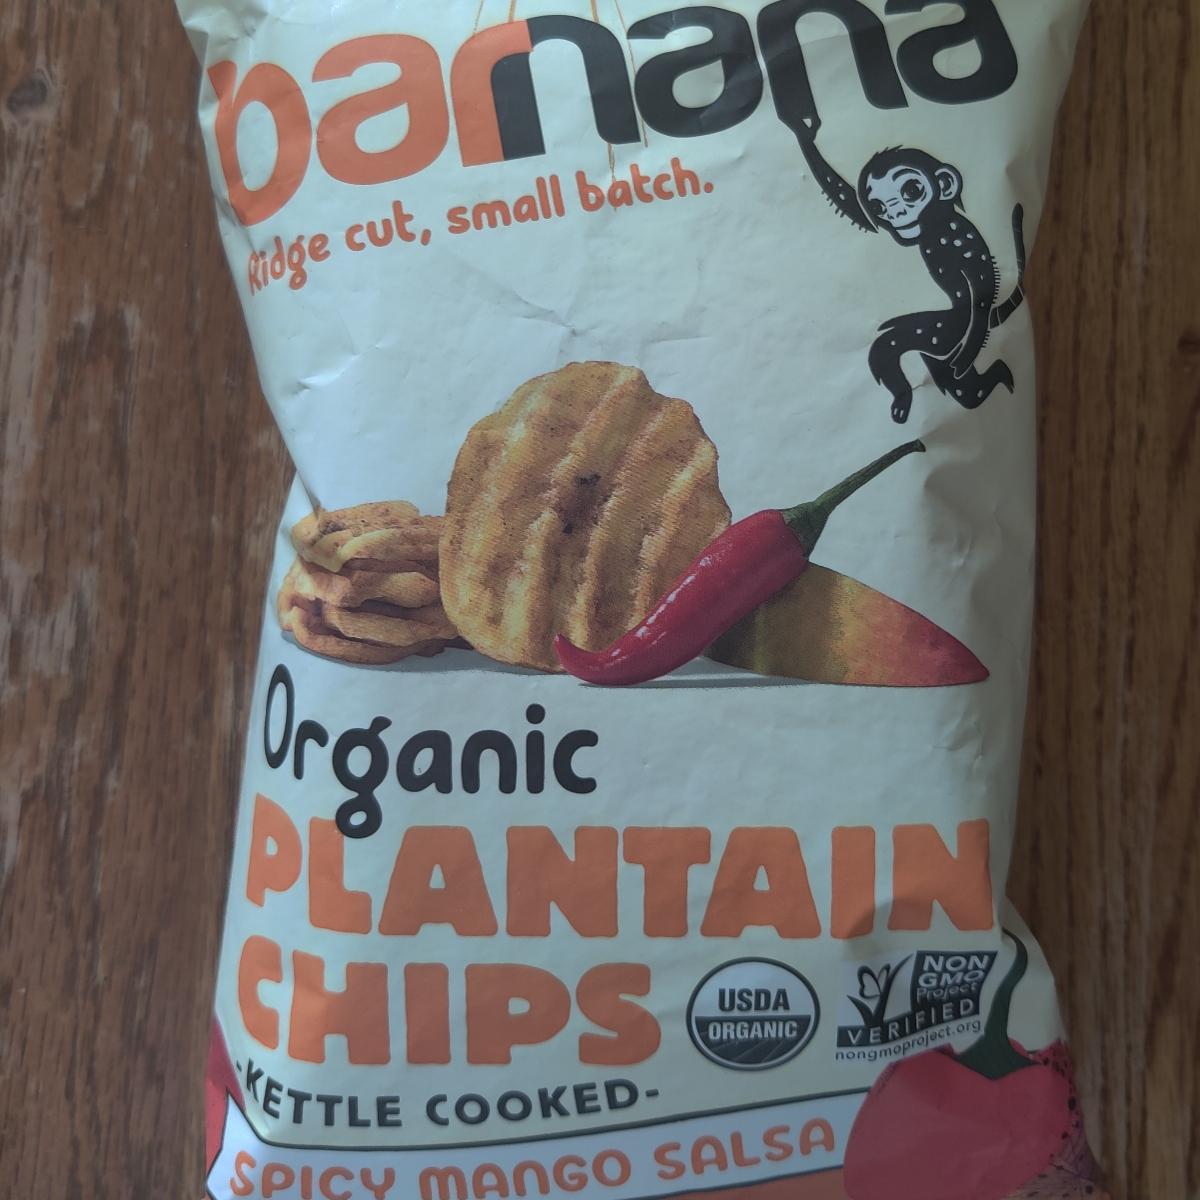 barnana
Ridge cut, small batch.
Organic
PLANTAIN
CHIPS
USDA
ORGANIC
NON
GMO
Project
VERIFIED
nongmoproject.org
-KETTLE COOKED-
SPICY MANGO SALSA